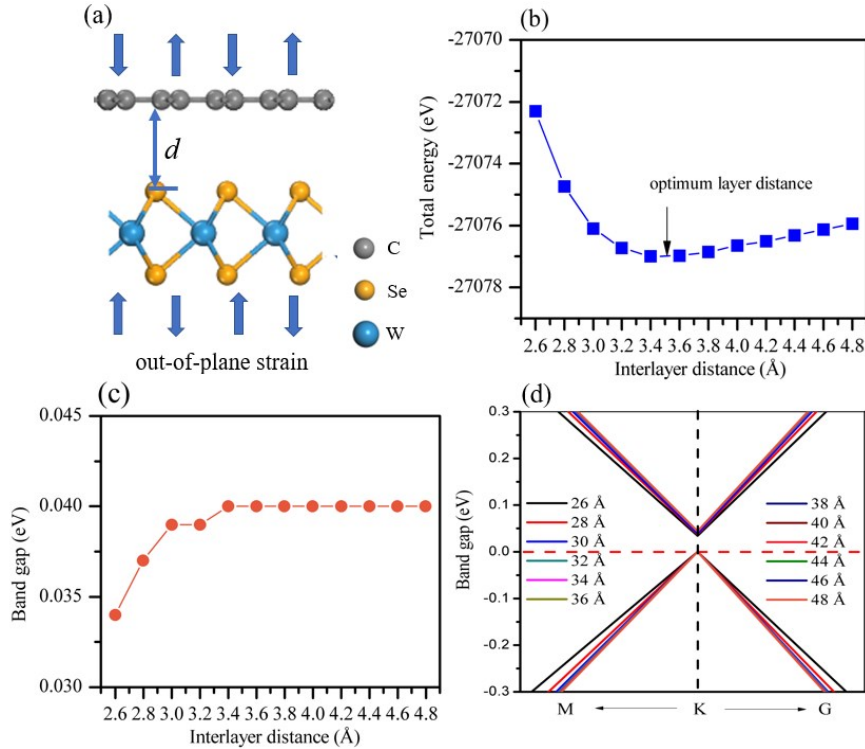 (a)
d
C
Se
W
out-of-plane strain
(b)
-27070
-27072
-27074
-27076
-27078
Total energy (eV)
optimum layer distance
2.6 2.8 3.0 3.2 3.4 3.6 3.8 4.0 4.2 4.4 4.6 4.8
Interlayer distance (Å)
(c)
0.045
0.040
0.035
0.030
Band gap (eV)
2.6 2.8 3.0 3.2 3.4 3.6 3.8 4.0 4.2 4.4 4.6 4.8
Interlayer distance (Å)
(d)
0.3
0.2
0.1
0.0
-0.1
-0.2
-0.3
Band gap (eV)
26 Å
28 Å
30 Å
32 Å
34 Å
36 Å
38 Å
40 Å
42 Å
44 Å
46 Å
48 Å
M K G